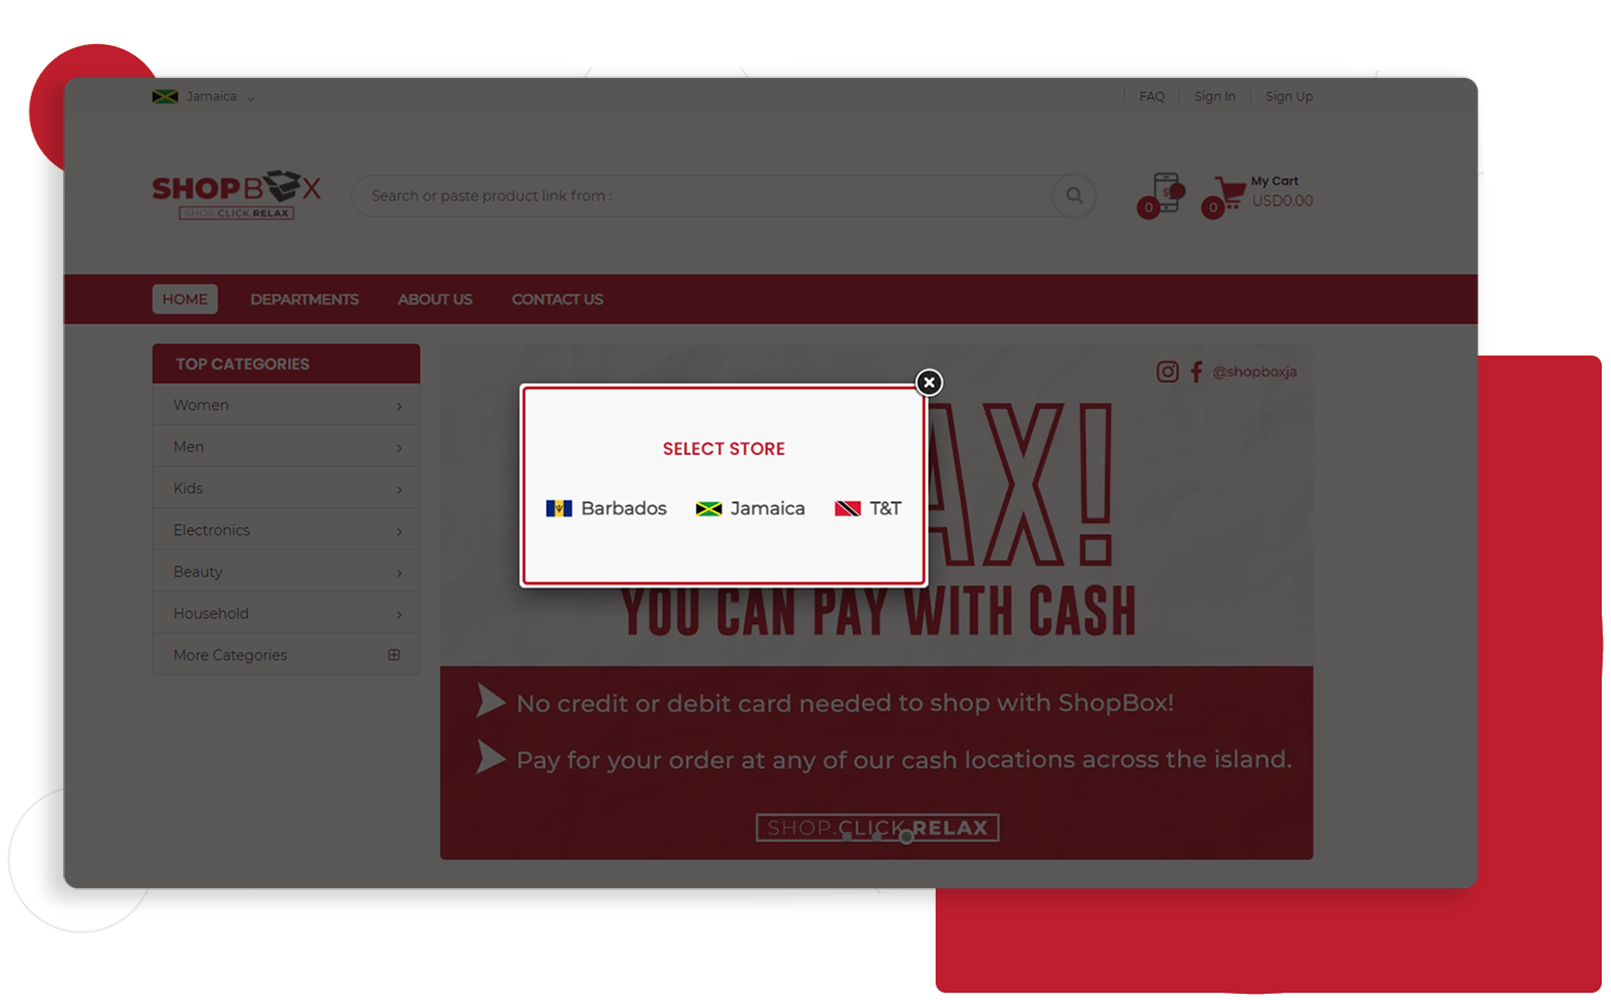 Jamaica
FAQ
Sign In
Sign Up
SHOPBOX
SHOP.CLICK.RELAX
Search or paste product link from :
$
0
0
My Cart
USD0.00
HOME
DEPARTMENTS
ABOUT US
CONTACT US
TOP CATEGORIES
Women
Men
Kids
Electronics
Beauty
Household
More Categories
@shopboxja
SELECT STORE
Barbados
Jamaica
T&T
AX!
YOU CAN PAY WITH CASH
No credit or debit card needed to shop with ShopBox!
Pay for your order at any of our cash locations across the island.
SHOP.CLICK.RELAX